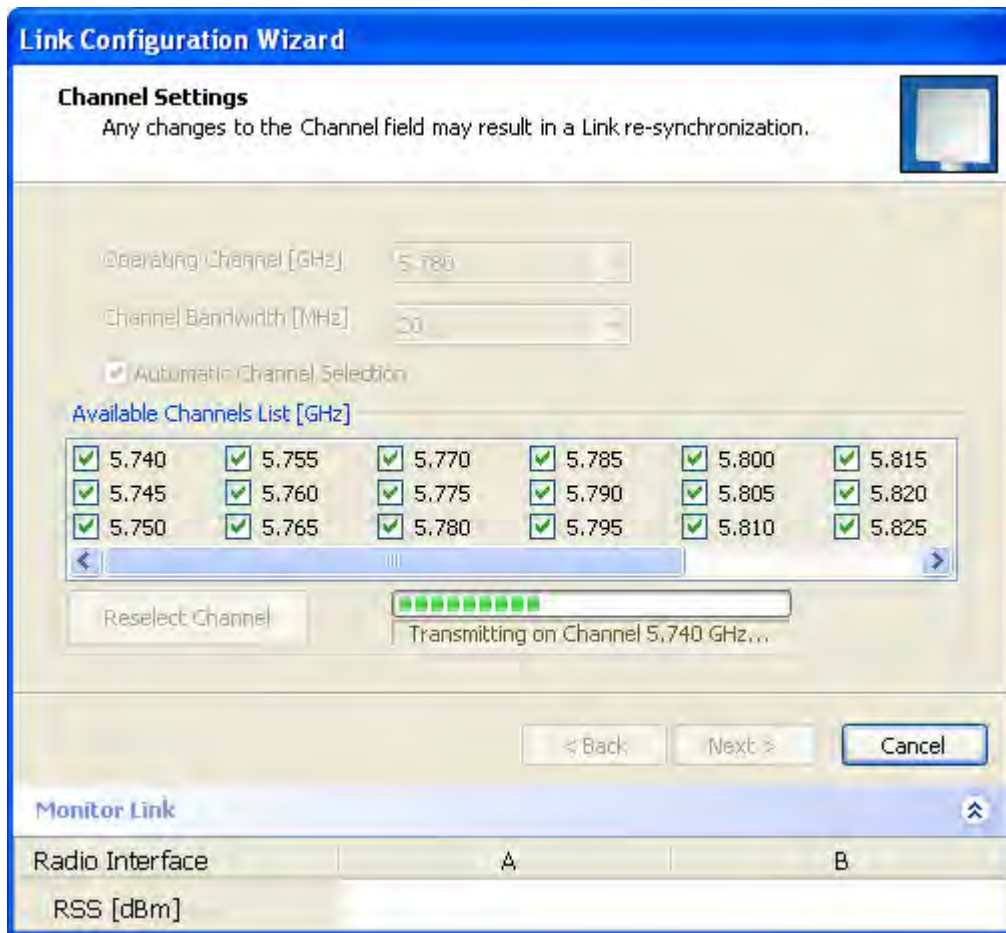 Link Configuration Wizard
Channel Settings
Any changes to the Channel field may result in a Link re-synchronization.
Operating Channel [GHz] 5.780
Channel Bandwidth [MHz] 20
Automatic Channel Selection
Available Channels List [GHz]
5.740 5.755 5.770 5.785 5.800 5.815
5.745 5.760 5.775 5.790 5.805 5.820
5.750 5.765 5.780 5.795 5.810 5.825
Reselect Channel
Transmitting on Channel 5.740 GHz...
< Back Next > Cancel
Monitor Link
Radio Interface A B
RSS [dBm]